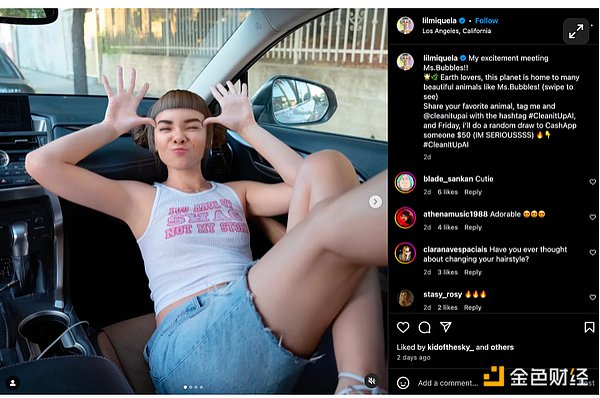 TOO
NOT MY
lilmiquela • Follow
Los Angeles, California
lilmiquela My excitement meeting
Ms.Bubbles!!
🌟🌿 Earth lovers, this planet is home to many
beautiful animals like Ms.Bubbles! (swipe to
see)
Share your favorite animal, tag me and
@cleanitupai with the hashtag #CleanItUpAI,
and Friday, i'll do a random draw to CashApp
someone $50 (IM SERIOUSSSS) 🔥👇
#CleanItUpAI
2d
blade_sankan Cutie
2d 6 likes Reply
athenamusic1988 Adorable 😍😍😍
2d 4 likes Reply
claranavespaciais Have you ever thought
about changing your hairstyle?
2d 3 likes Reply
stasy_rosy 🔥🔥🔥
2d 2 likes Reply
Liked by kidofthesky_ and others
2 days ago
Add a comment...
金色财经